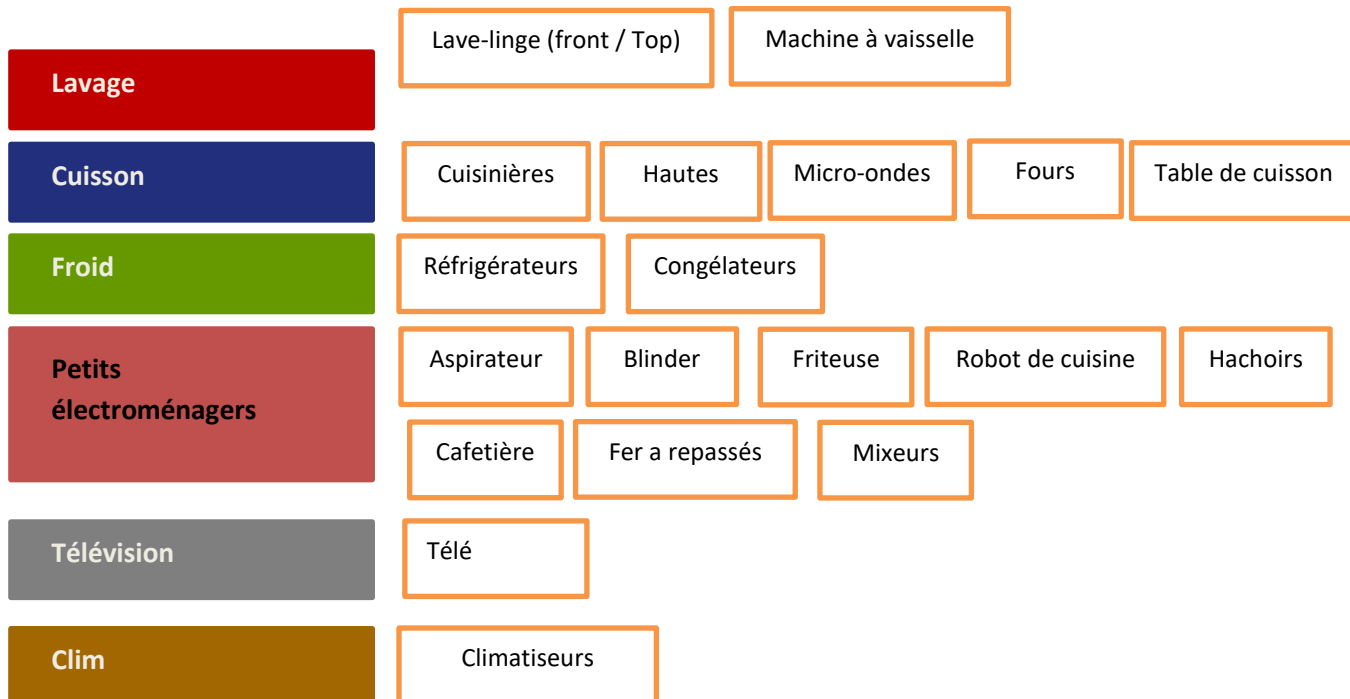 Lave-linge (front / Top) Machine à vaisselle
Lavage
Cuisson Cuisinières Hautes Micro-ondes Fours Table de cuisson
Froid Réfrigérateurs Congélateurs
Petits
électroménagers
Aspirateur Blinder Friteuse Robot de cuisine Hachoirs
Cafetière Fer a repassés Mixeurs
Télévision Télé
Clim Climatiseurs